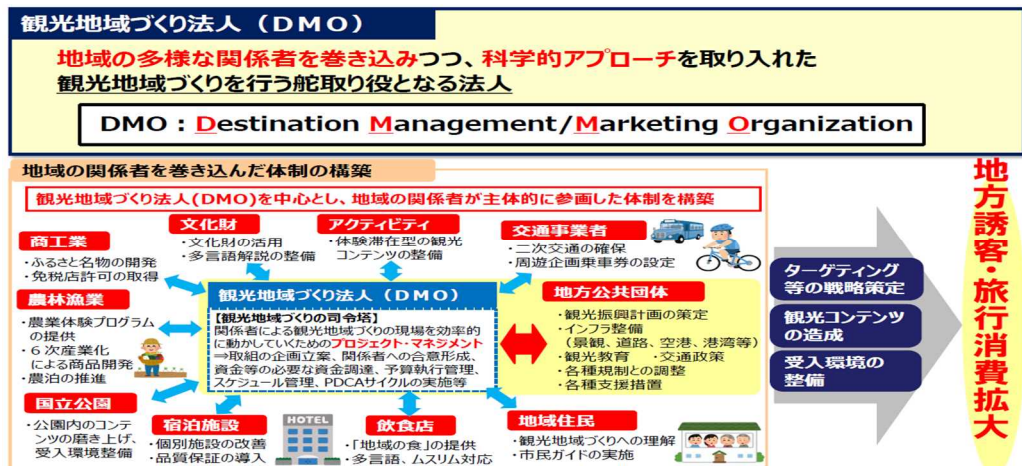 観光地域づくり法人（DMO）
地域の多様な関係者を巻き込みつつ、科学的アプローチを取り入れた
観光地域づくりを行う舵取り役となる法人
DMO：Destination Management/Marketing Organization
地域の関係者を巻き込んだ体制の構築
観光地域づくり法人(DMO)を中心とし、地域の関係者が主体的に参画した体制を構築
文化財
・文化財の活用
・多言語解説の整備
アクティビティ
・体験滞在型の観光
コンテンツの整備
交通事業者
・二次交通の確保
・周遊企画乗車券の設定
商工業
・ふるさと名物の開発
・免税店許可の取得
農林漁業
・農業体験プログラム
の提供
・６次産業化
による商品開発
・農泊の推進
観光地域づくり法人（DMO）
【観光地域づくりの司令塔】
関係者による観光地域づくりの現場を効率的
に動かしていくためのプロジェクト・マネジメント
⇒取組の企画立案、関係者への合意形成、
資金等の必要な資金調達、予算執行管理、
スケジュール管理、PDCAサイクルの実施等
地方公共団体
・観光振興計画の策定
・インフラ整備
（景観、道路、空港、港湾等）
・観光教育　・交通政策
・各種規制との調整
・各種支援措置
国立公園
・公園内のコンテ
ンツの磨き上げ、
受入環境整備
宿泊施設
・個別施設の改善
・品質保証の導入
HOTEL
飲食店
・「地域の食」の提供
・多言語、ムスリム対応
地域住民
・観光地域づくりへの理解
・市民ガイドの実施
ターゲティング
等の戦略策定
観光コンテンツ
の造成
受入環境の
整備
地方誘客・旅行消費拡大